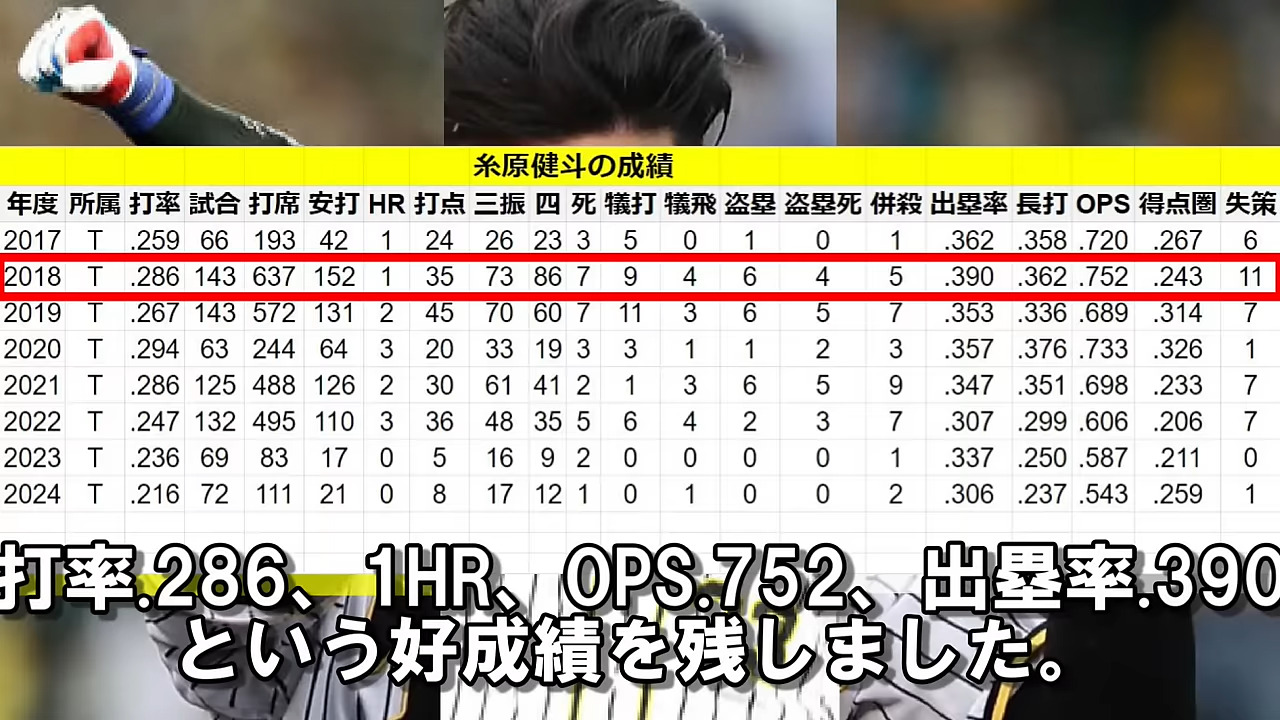 糸原健斗の成績
年度 所属 打率 試合 打席 安打 HR 打点 三振 四 死 犠打 犠飛 盗塁 盗塁死 併殺 出塁率 長打 OPS 得点圏 失策
2017 T .259 66 193 42 1 24 26 23 3 5 0 1 0 1 .362 .358 .720 .267 6
2018 T .286 143 637 152 1 35 73 86 7 9 4 6 4 5 .390 .362 .752 .243 11
2019 T .267 143 572 131 2 45 70 60 7 11 3 6 5 7 .353 .336 .689 .314 7
2020 T .294 63 244 64 3 20 33 19 3 3 1 1 2 3 .357 .376 .733 .326 1
2021 T .286 125 488 126 2 30 61 41 2 1 3 6 5 9 .347 .351 .698 .233 7
2022 T .247 132 495 110 3 36 48 35 5 6 4 2 3 7 .307 .299 .606 .206 7
2023 T .236 69 83 17 0 5 16 9 2 0 0 0 0 1 .337 .250 .587 .211 0
2024 T .216 72 111 21 0 8 17 12 1 0 1 0 0 2 .306 .237 .543 .259 1
打率.286、1HR、OPS.752、出塁率.390
という好成績を残しました。